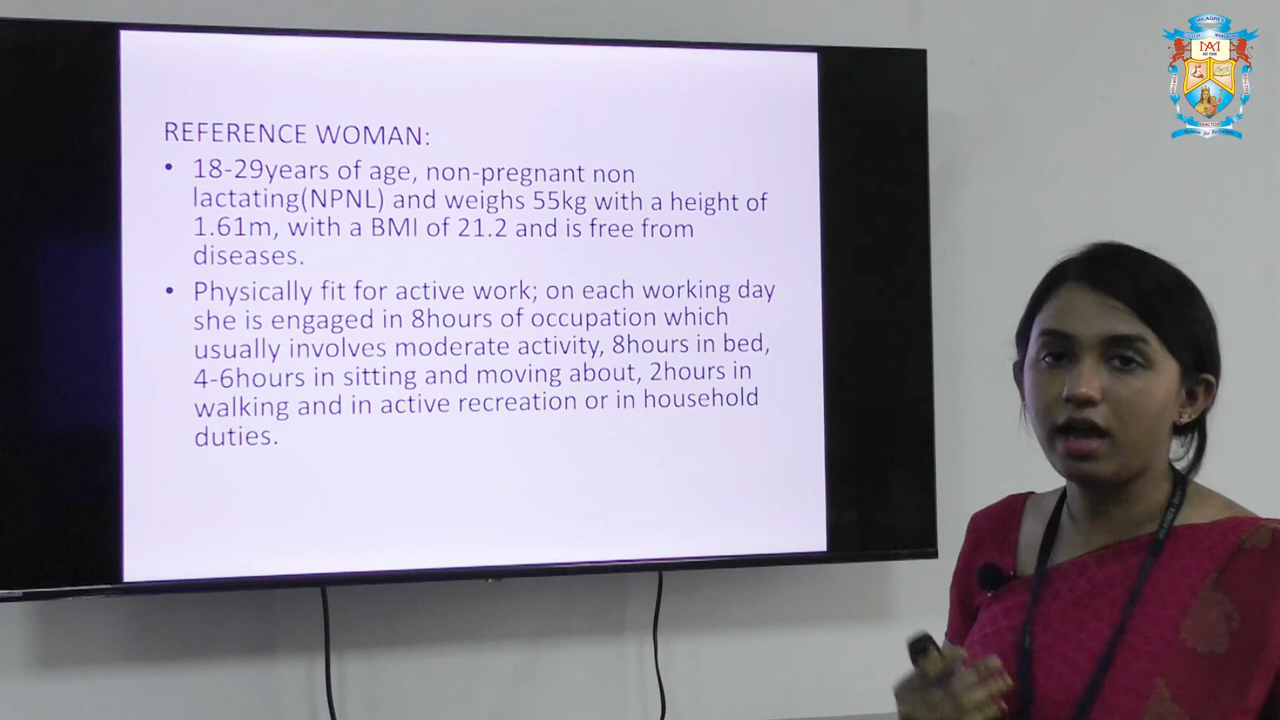 REFERENCE WOMAN:
• 18-29years of age, non-pregnant non
lactating(NPNL) and weighs 55kg with a height of
1.61m, with a BMI of 21.2 and is free from
diseases.
• Physically fit for active work; on each working day
she is engaged in 8hours of occupation which
usually involves moderate activity, 8hours in bed,
4-6hours in sitting and moving about, 2hours in
walking and in active recreation or in household
duties.
MILAGRES